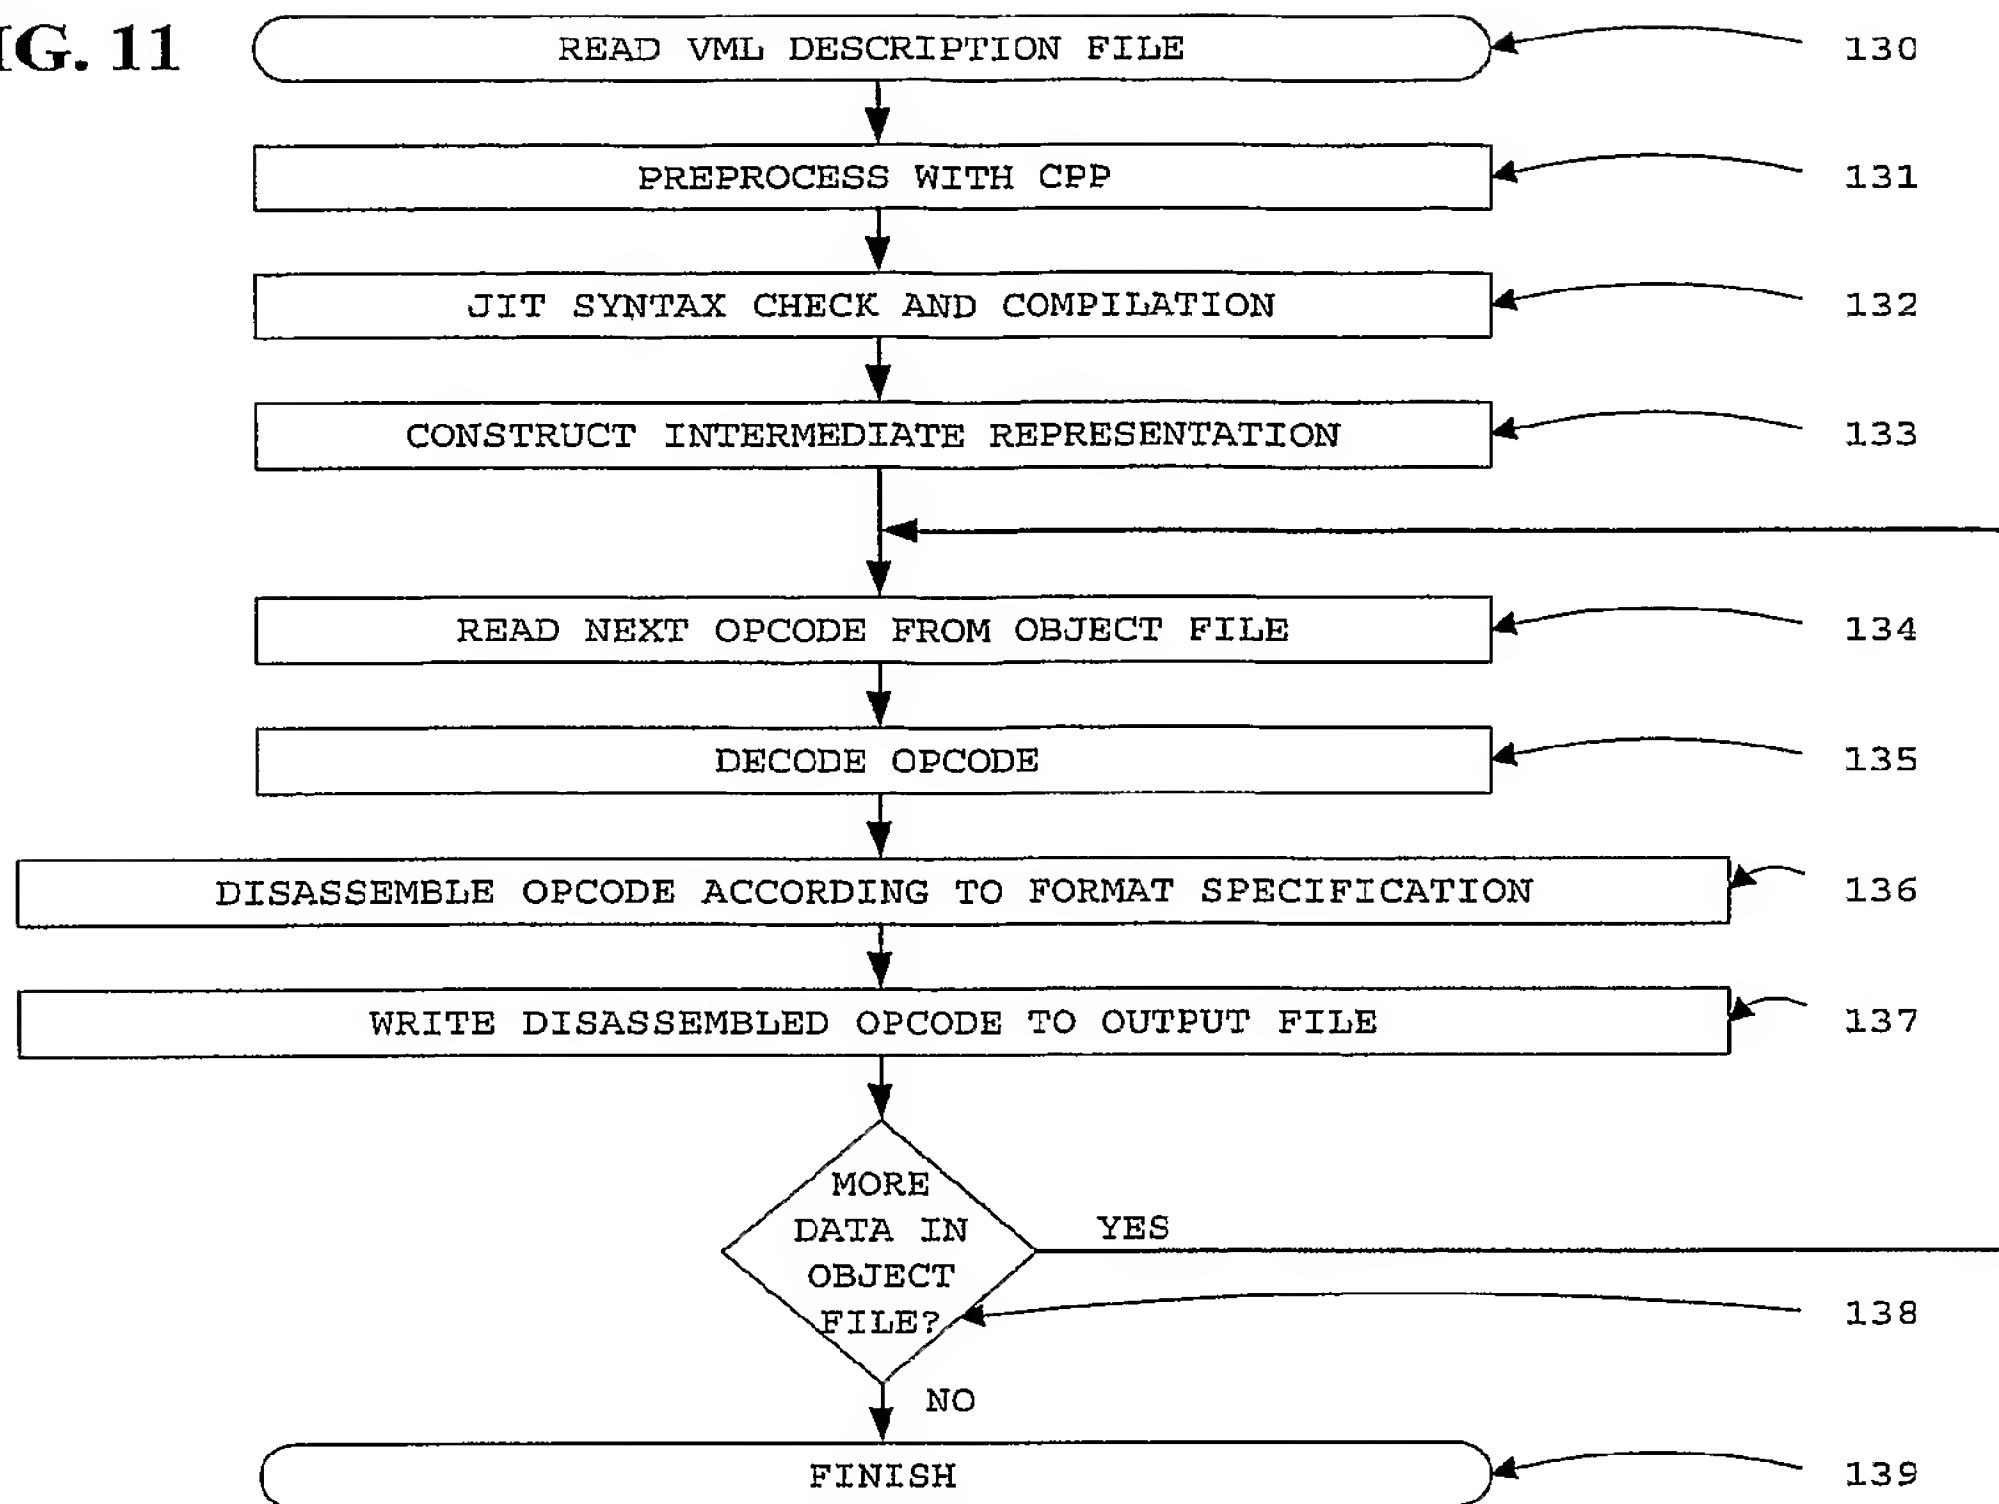 IG. 11
READ VML DESCRIPTION FILE
130
PREPROCESS WITH CPP
131
JIT SYNTAX CHECK AND COMPILATION
132
CONSTRUCT INTERMEDIATE REPRESENTATION
133
READ NEXT OPCODE FROM OBJECT FILE
134
DECODE OPCODE
135
DISASSEMBLE OPCODE ACCORDING TO FORMAT SPECIFICATION
136
WRITE DISASSEMBLED OPCODE TO OUTPUT FILE
137
MORE
DATA IN
OBJECT
FILE?
YES
138
NO
FINISH
139